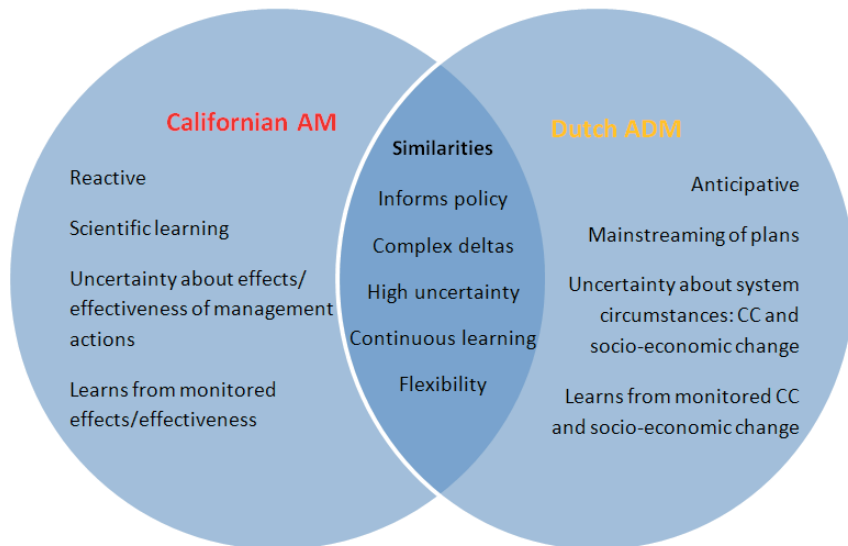 Californian AM
Reactive
Scientific learning
Uncertainty about effects/
effectiveness of management
actions
Learns from monitored
effects/effectiveness
Similarities
Informs policy
Complex deltas
High uncertainty
Continuous learning
Flexibility
Dutch ADM
Anticipative
Mainstreaming of plans
Uncertainty about system
circumstances: CC and
socio-economic change
Learns from monitored CC
and socio-economic change